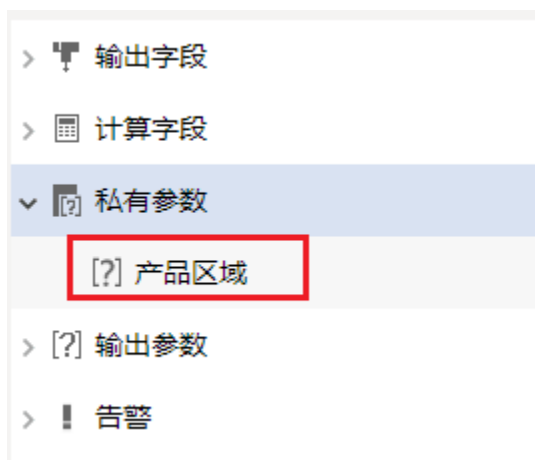 输出字段
计算字段
私有参数
[?] 产品区域
[?] 输出参数
告警